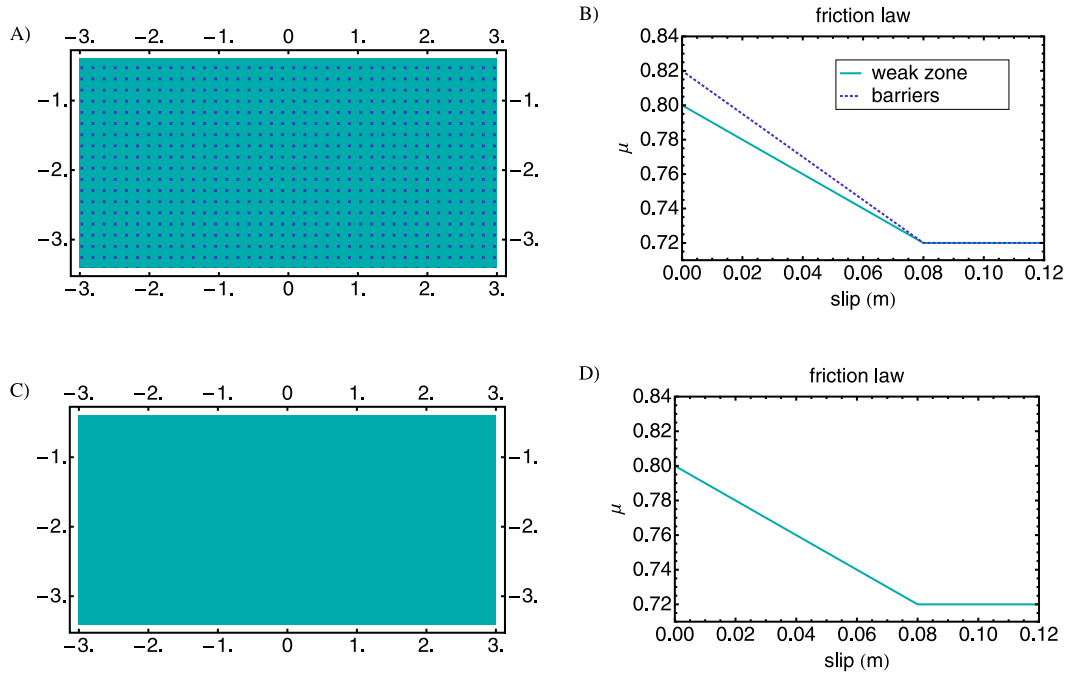 A)
−3. −2. −1. 0 1. 2. 3.
−1. −1.
−2. −2.
−3. −3.
−3. −2. −1. 0 1. 2. 3.
B)
friction law
0.84
0.82
0.80
0.78
0.76
0.74
0.72
μ
weak zone
barriers
0.00 0.02 0.04 0.06 0.08 0.10 0.12
slip (m)
C)
−3. −2. −1. 0 1. 2. 3.
−1. −1.
−2. −2.
−3. −3.
−3. −2. −1. 0 1. 2. 3.
D)
friction law
0.84
0.82
0.80
0.78
0.76
0.74
0.72
μ
0.00 0.02 0.04 0.06 0.08 0.10 0.12
slip (m)